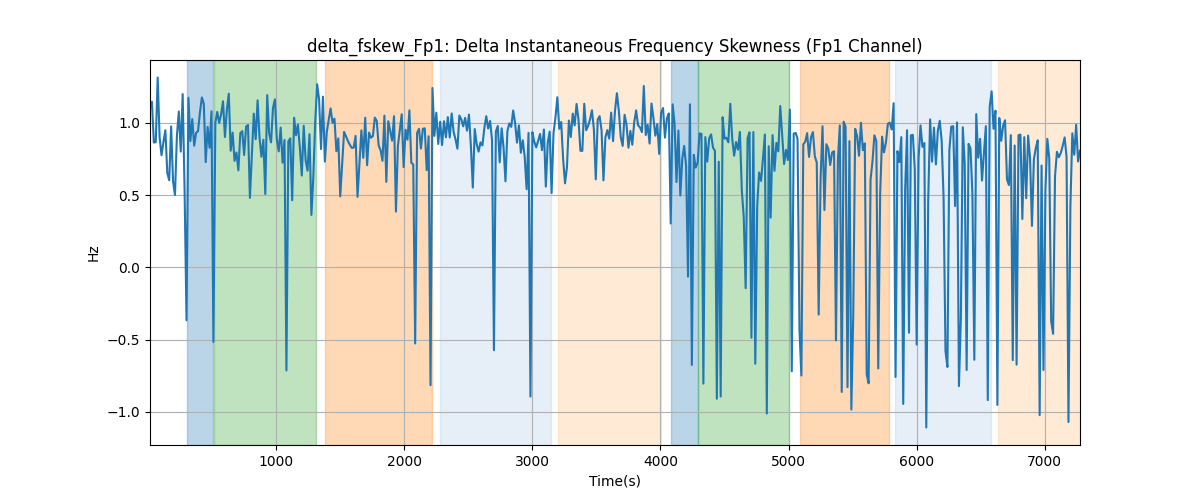 delta_fskew_Fp1: Delta Instantaneous Frequency Skewness (Fp1 Channel)
1.0
0.5
0.0
−0.5
−1.0
Hz
1000 2000 3000 4000 5000 6000 7000
Time(s)